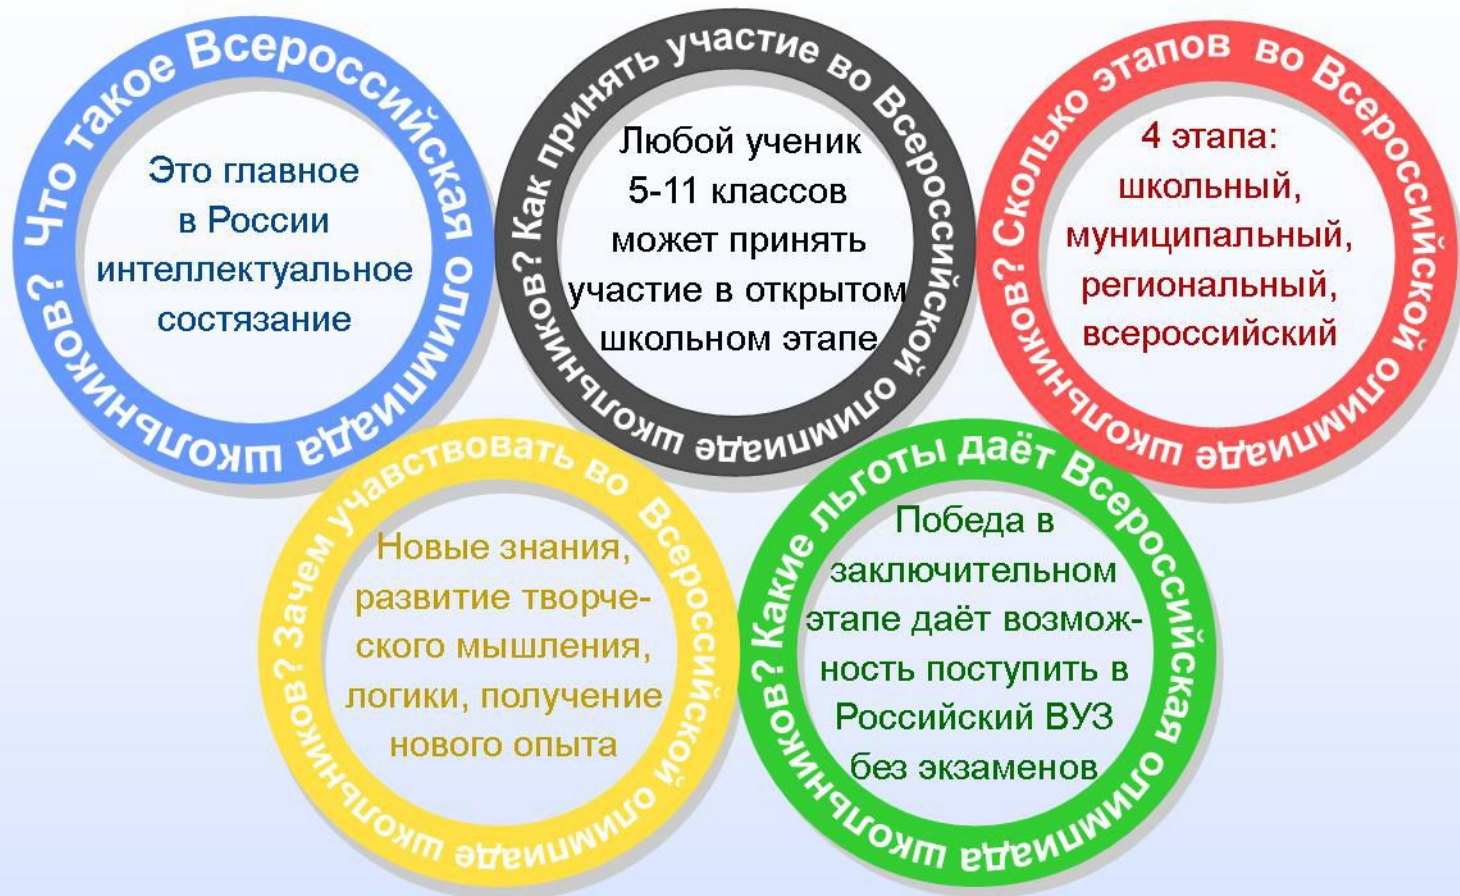 Что такое Всероссийская олимпиада школьников?
Это главное
в России
интеллектуальное
состязание
Как принять участие во Всероссийской олимпиаде школьников?
Любой ученик
5-11 классов
может принять
участие в открытом
школьном этапе
Сколько этапов во Всероссийской олимпиаде школьников?
4 этапа:
школьный,
муниципальный,
региональный,
всероссийский
Зачем учавствовать во Всероссийской олимпиаде школьников?
Новые знания,
развитие творче-
ского мышления,
логики, получение
нового опыта
Какие льготы даёт Всероссийская олимпиада школьников?
Победа в
заключительном
этапе даёт возмож-
ность поступить в
Российский ВУЗ
без экзаменов